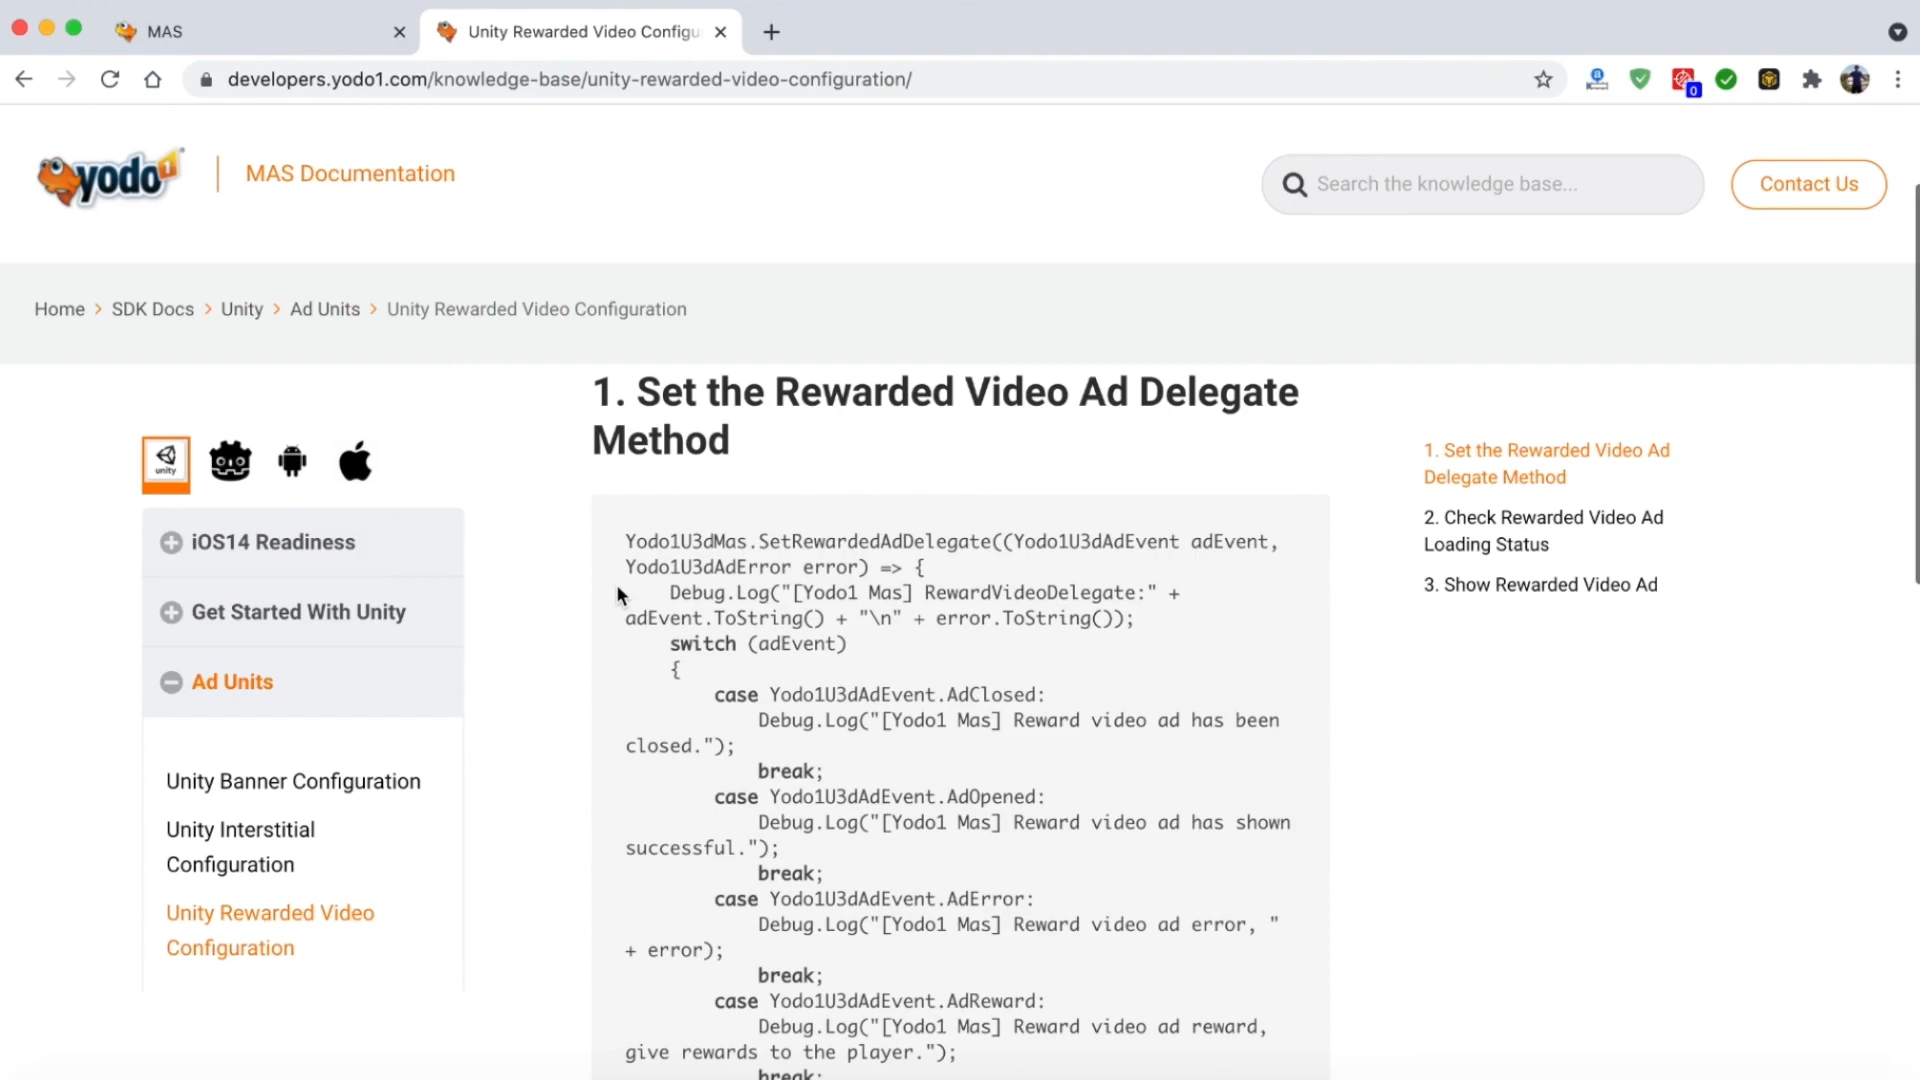 MAS
Unity Rewarded Video Configu
developers.yodo1.com/knowledge-base/unity-rewarded-video-configuration/
0
yodo1
MAS Documentation
Search the knowledge base...
Contact Us
Home > SDK Docs > Unity > Ad Units > Unity Rewarded Video Configuration
1. Set the Rewarded Video Ad Delegate
Method
unity
iOS14 Readiness
Get Started With Unity
Ad Units
Unity Banner Configuration
Unity Interstitial
Configuration
Unity Rewarded Video
Configuration
Yodo1U3dMas.SetRewardedAdDelegate((Yodo1U3dAdEvent adEvent,
Yodo1U3dAdError error) => {
    Debug.Log("[Yodo1 Mas] RewardVideoDelegate:" +
adEvent.ToString() + "\n" + error.ToString());
    switch (adEvent)
    {
        case Yodo1U3dAdEvent.AdClosed:
            Debug.Log("[Yodo1 Mas] Reward video ad has been
closed.");
            break;
        case Yodo1U3dAdEvent.AdOpened:
            Debug.Log("[Yodo1 Mas] Reward video ad has shown
successful.");
            break;
        case Yodo1U3dAdEvent.AdError:
            Debug.Log("[Yodo1 Mas] Reward video ad error, "
+ error);
            break;
        case Yodo1U3dAdEvent.AdReward:
            Debug.Log("[Yodo1 Mas] Reward video ad reward,
give rewards to the player.");
            break;
1. Set the Rewarded Video Ad
Delegate Method
2. Check Rewarded Video Ad
Loading Status
3. Show Rewarded Video Ad